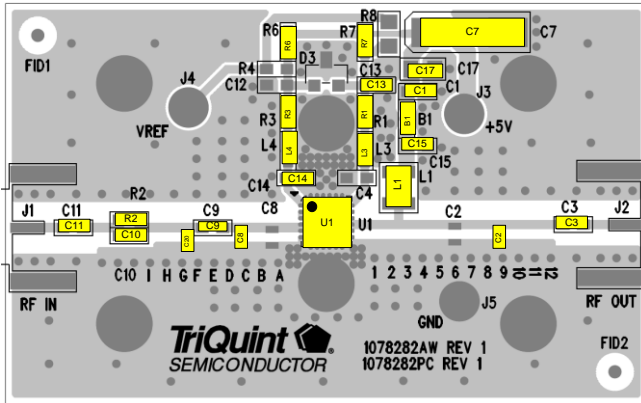 FID1
R6
R6
R7
R7
R8
C7
C7
J4
R4
D3
C17
C17
C12
C13
C13
C1
C1
J3
VREF
R3
R3
R1
B1
B1
+5V
L4
L4
L3
L3
C15
C15
C14
C14
C4
L1
L1
J1
C11
C11
R2
R2
C10
C9
C9
C20
C8
C8
U1
U1
C2
C2
C3
C3
J2
RF IN
C10 I H G F E D C B A
1 2 3 4 5 6 7 8 9 10 11 12
RF OUT
J5
GND
TriQuint
SEMICONDUCTOR
1078282AW REV 1
1078282PC REV 1
FID2